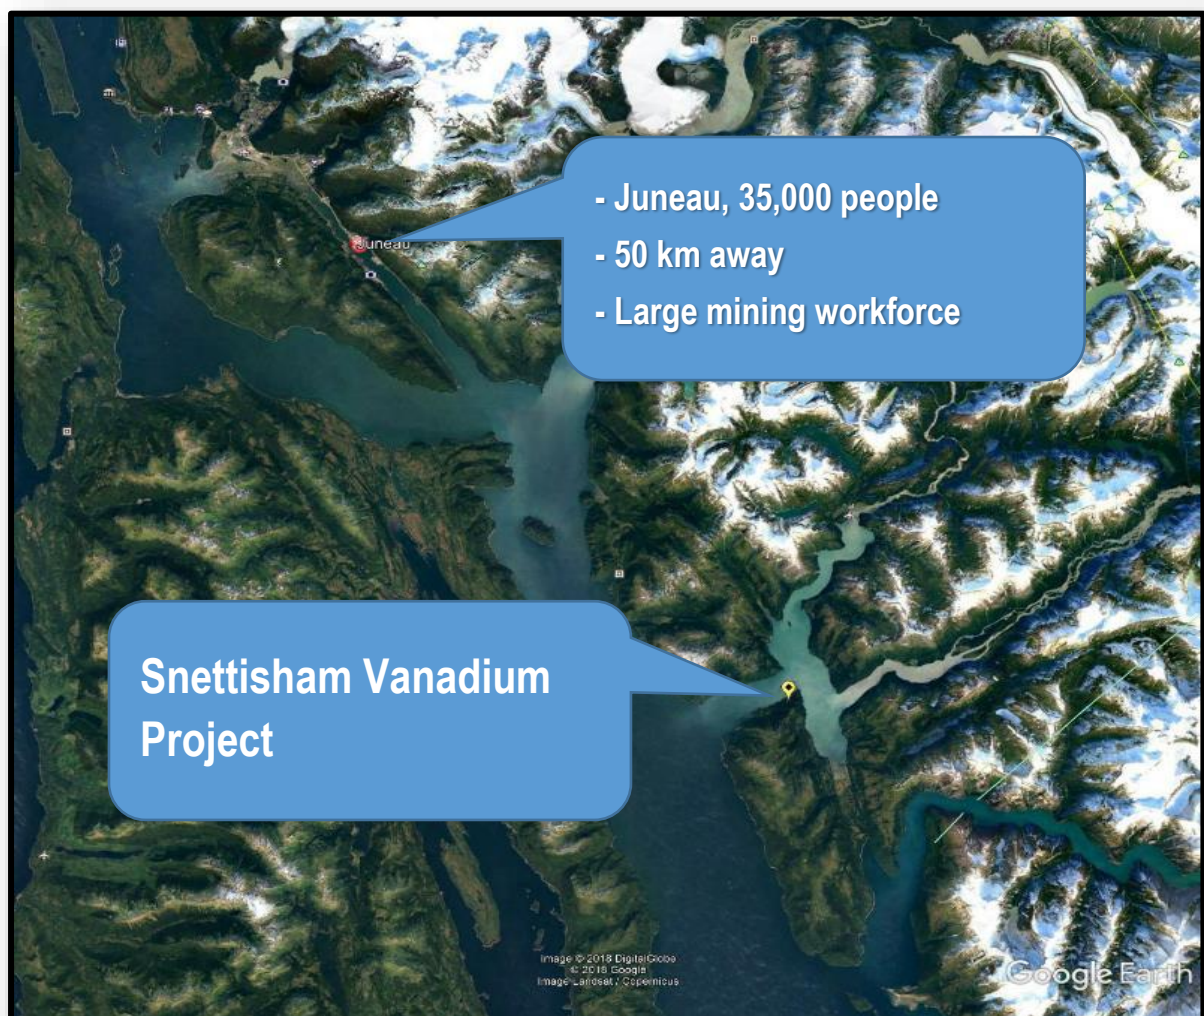 - Juneau, 35,000 people
- 50 km away
- Large mining workforce
Juneau
Snettisham Vanadium
Project
Image © 2018 DigitalGlobe
© 2018 Google
Image Landsat / Copernicus
Google Earth